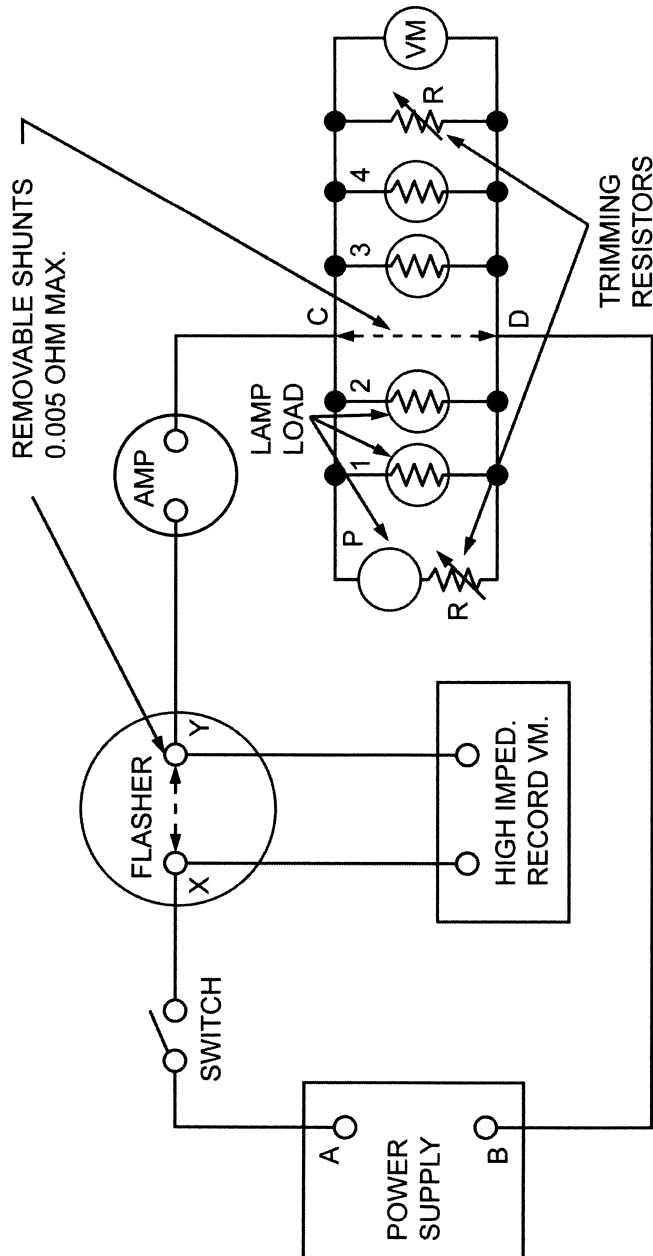 REMOVABLE SHUNTS
0.005 OHM MAX.
FLASHER
X
Y
AMP
SWITCH
LAMP
LOAD
C
P
1
2
3
4
R
VM
R
D
TRIMMING
RESISTORS
A
POWER
SUPPLY
B
HIGH IMPED.
RECORD VM.